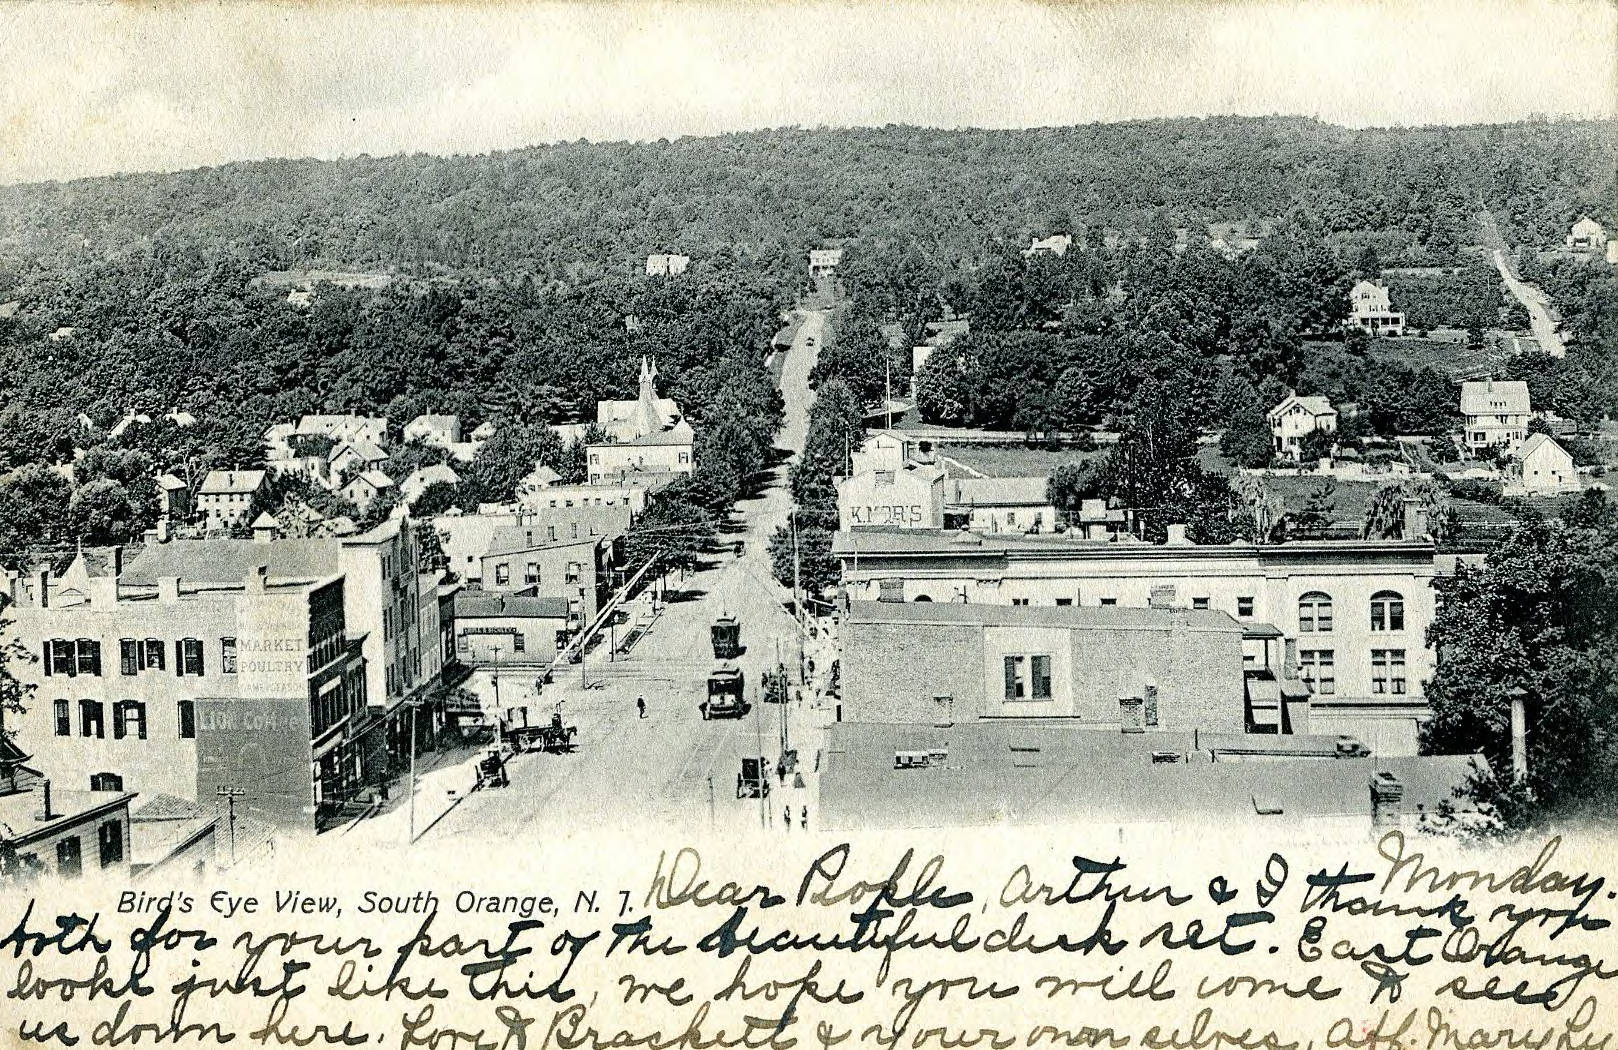 K.MOR'S
MARKET
POULTRY
LION COFFEE
Monday.
Bird's Eye View, South Orange, N. J.
Dear People, Arthur & I thank you
both for your part of the beautiful desk set. East Orange
looks just like this, we hope you will come & see
us down here. Love to Brackett & your own selves, Aff. Mary Lu